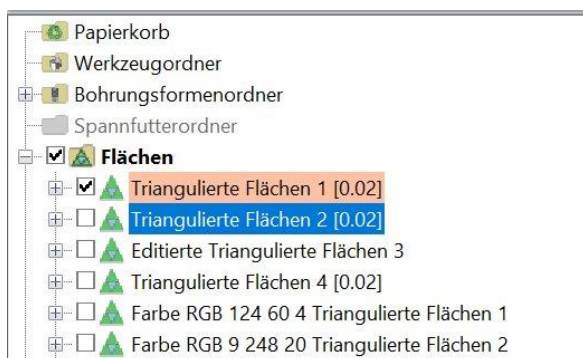 Papierkorb
Werkzeugordner
Bohrungsformenordner
Spannfutterordner
Flächen
Triangulierte Flächen 1 [0.02]
Triangulierte Flächen 2 [0.02]
Editierte Triangulierte Flächen 3
Triangulierte Flächen 4 [0.02]
Farbe RGB 124 60 4 Triangulierte Flächen 1
Farbe RGB 9 248 20 Triangulierte Flächen 2